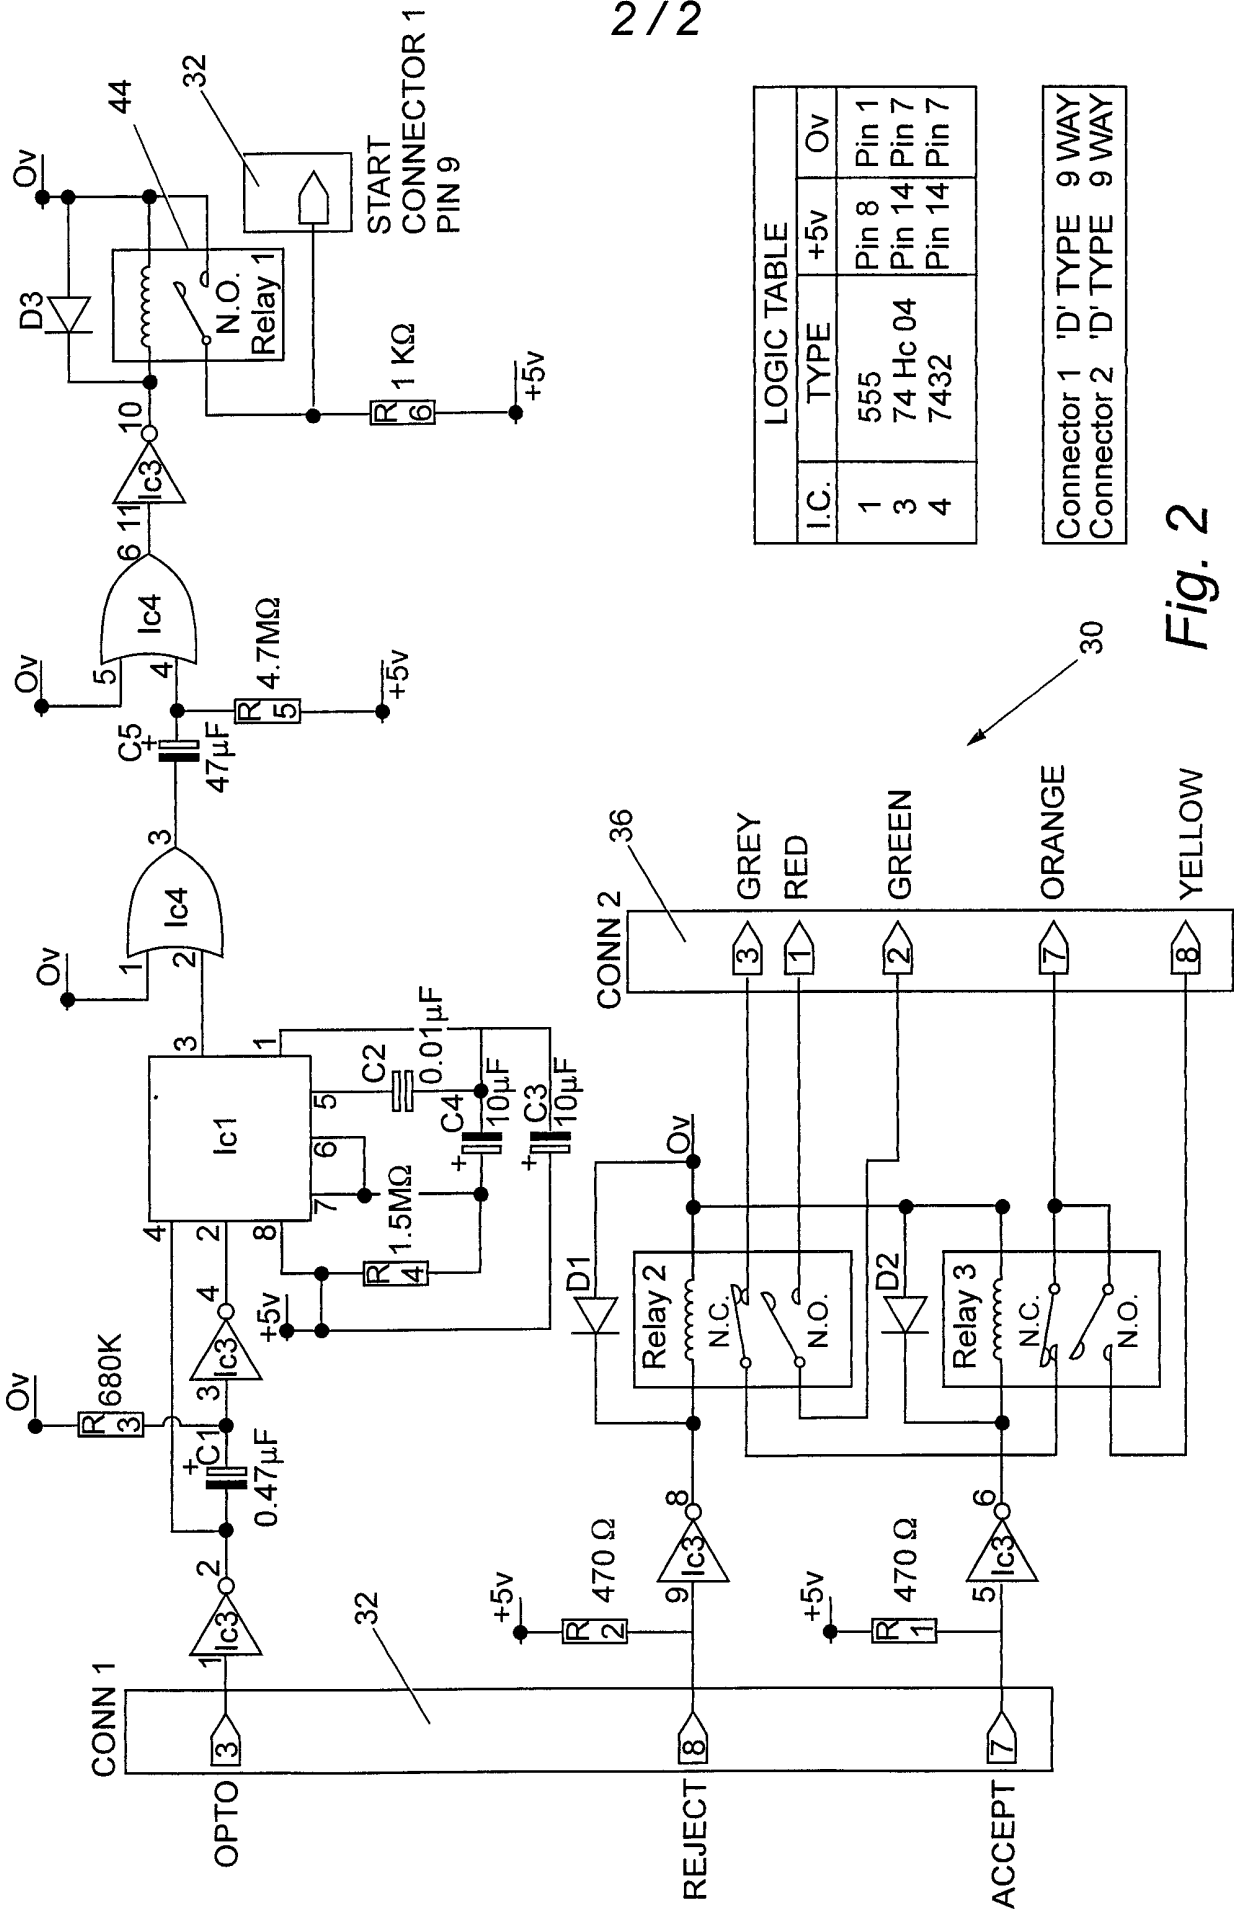 2/2
CONN 1
OPTO
3
1
Ic3
2
+
C1
0.47µF
Ov
R
3
680K
3
Ic3
4
+5v
4
2
8
7
6
5
3
1
Ic1
R
4
1.5MΩ
C2
0.01µF
+
C4
10µF
+
C3
10µF
Ov
1
2
Ic4
3
C5
+
47µF
Ov
5
4
Ic4
6
R
5
4.7MΩ
+5v
11
Ic3
10
D3
Ov
N.O.
Relay 1
44
32
START
CONNECTOR 1
PIN 9
R
6
1 KΩ
+5v
32
REJECT
8
+5v
R
2
470 Ω
9
Ic3
8
D1
Ov
Relay 2
N.C.
N.O.
ACCEPT
7
+5v
R
1
470 Ω
5
Ic3
6
D2
Relay 3
N.C.
N.O.
CONN 2
36
3
GREY
1
RED
2
GREEN
7
ORANGE
8
YELLOW
30
LOGIC TABLE
I.C. TYPE +5v Ov
1 555 Pin 8 Pin 1
3 74 Hc 04 Pin 14 Pin 7
4 7432 Pin 14 Pin 7
Connector 1 'D' TYPE 9 WAY
Connector 2 'D' TYPE 9 WAY
Fig. 2